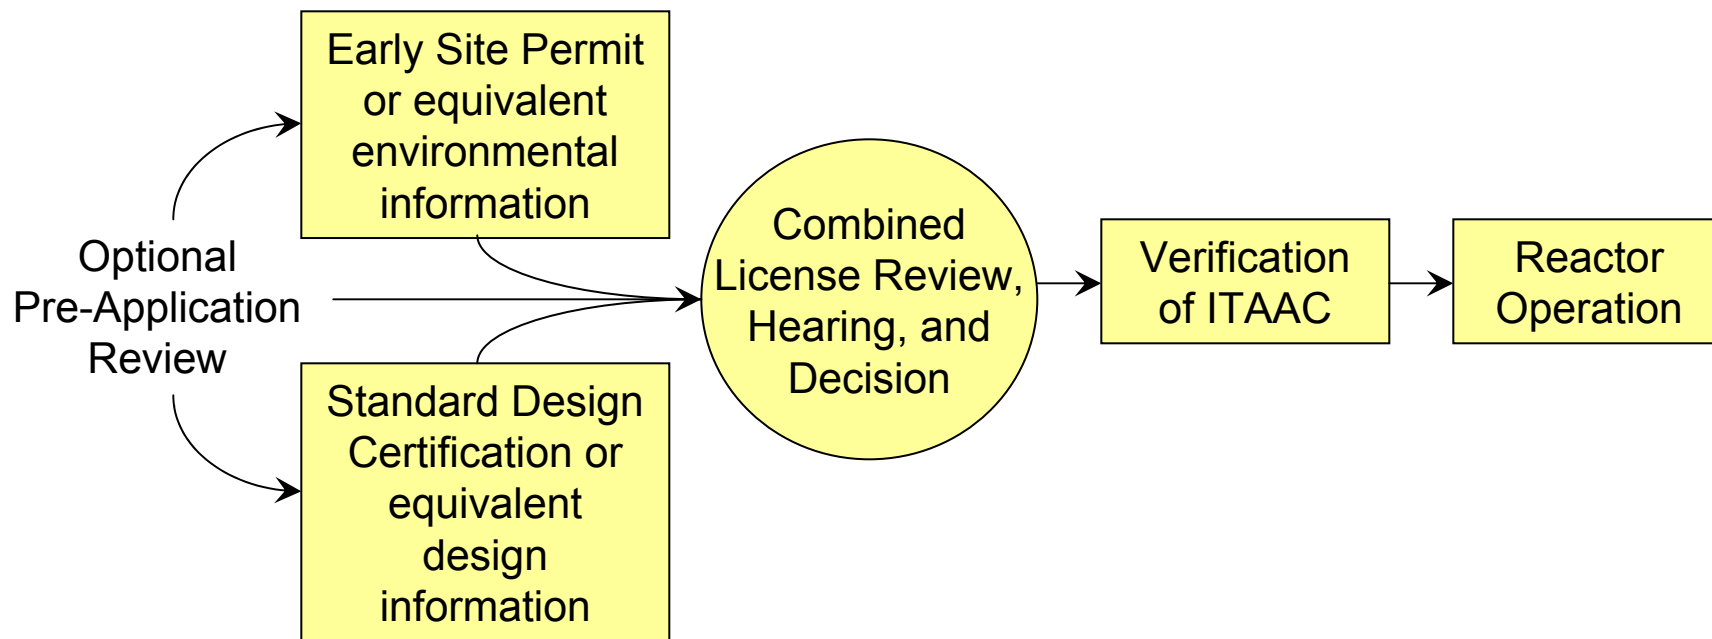 Optional
Pre-Application
Review
Early Site Permit
or equivalent
environmental
information
Standard Design
Certification or
equivalent
design
information
Combined
License Review,
Hearing, and
Decision
Verification
of ITAAC
Reactor
Operation